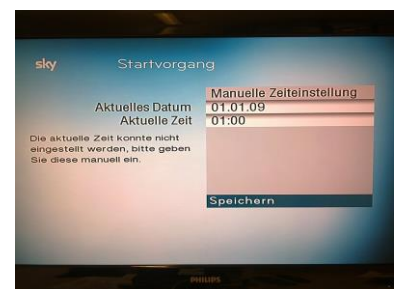 PHILIPS
sky Startvorgang
Manuelle Zeiteinstellung
Aktuelles Datum 01.01.09
Aktuelle Zeit 01:00
Die aktuelle Zeit konnte nicht
eingestellt werden, bitte geben
Sie diese manuell ein.
Speichern
PHILIPS